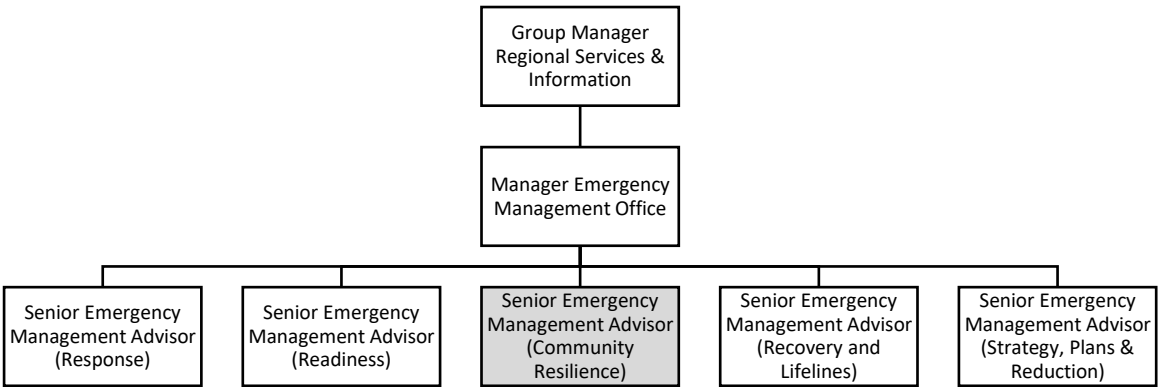 Group Manager
Regional Services &
Information
Manager Emergency
Management Office
Senior Emergency
Management Advisor
(Response)
Senior Emergency
Management Advisor
(Readiness)
Senior Emergency
Management Advisor
(Community
Resilience)
Senior Emergency
Management Advisor
(Recovery and
Lifelines)
Senior Emergency
Management Advisor
(Strategy, Plans &
Reduction)